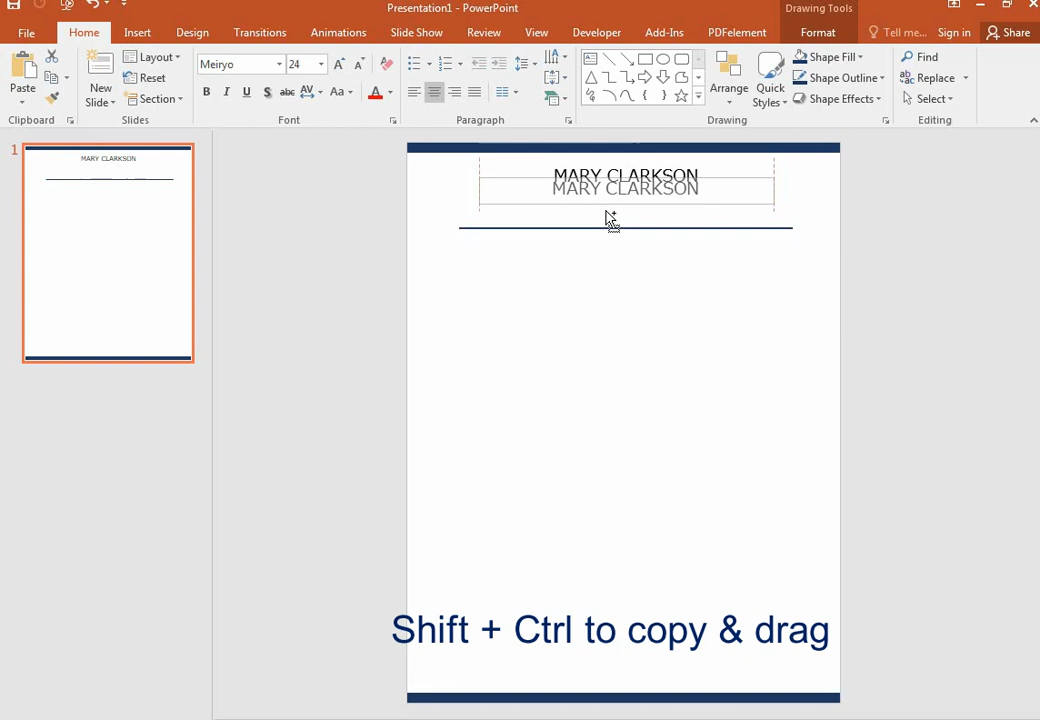 Presentation1 - PowerPoint
Drawing Tools
File Home Insert Design Transitions Animations Slide Show Review View Developer Add-Ins PDFelement Format Tell me... Sign in Share
Paste
Clipboard
New Slide
Layout
Reset
Section
Slides
Meiryo 24
B I U S abc AV Aa A
Font
Paragraph
Arrange
Quick Styles
Shape Fill
Shape Outline
Shape Effects
Drawing
Find
Replace
Select
Editing
1
MARY CLARKSON
MARY CLARKSON
MARY CLARKSON
Shift + Ctrl to copy & drag